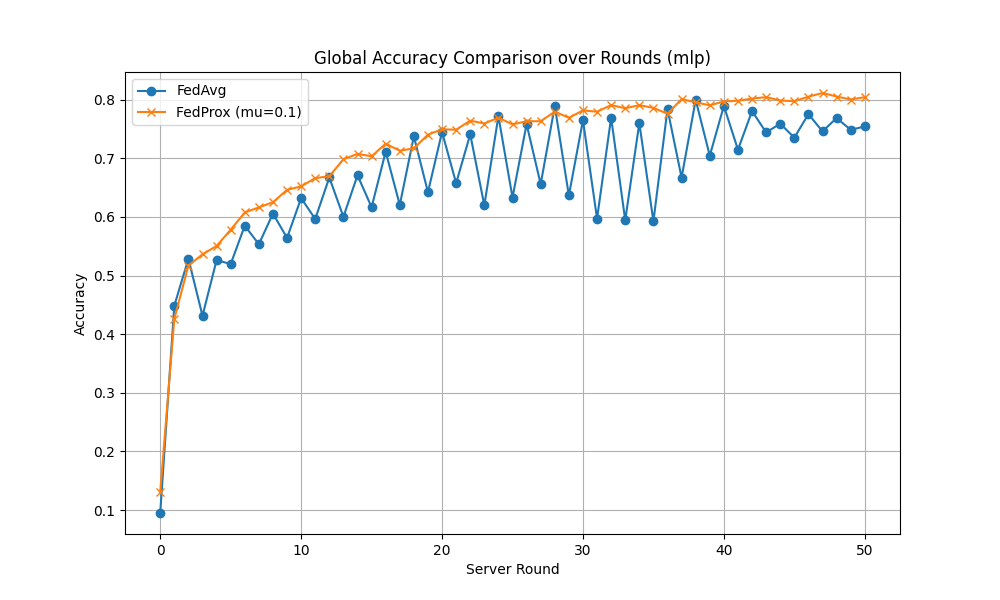 Global Accuracy Comparison over Rounds (mlp)
FedAvg
FedProx (mu=0.1)
Accuracy
0.8
0.7
0.6
0.5
0.4
0.3
0.2
0.1
0 10 20 30 40 50
Server Round